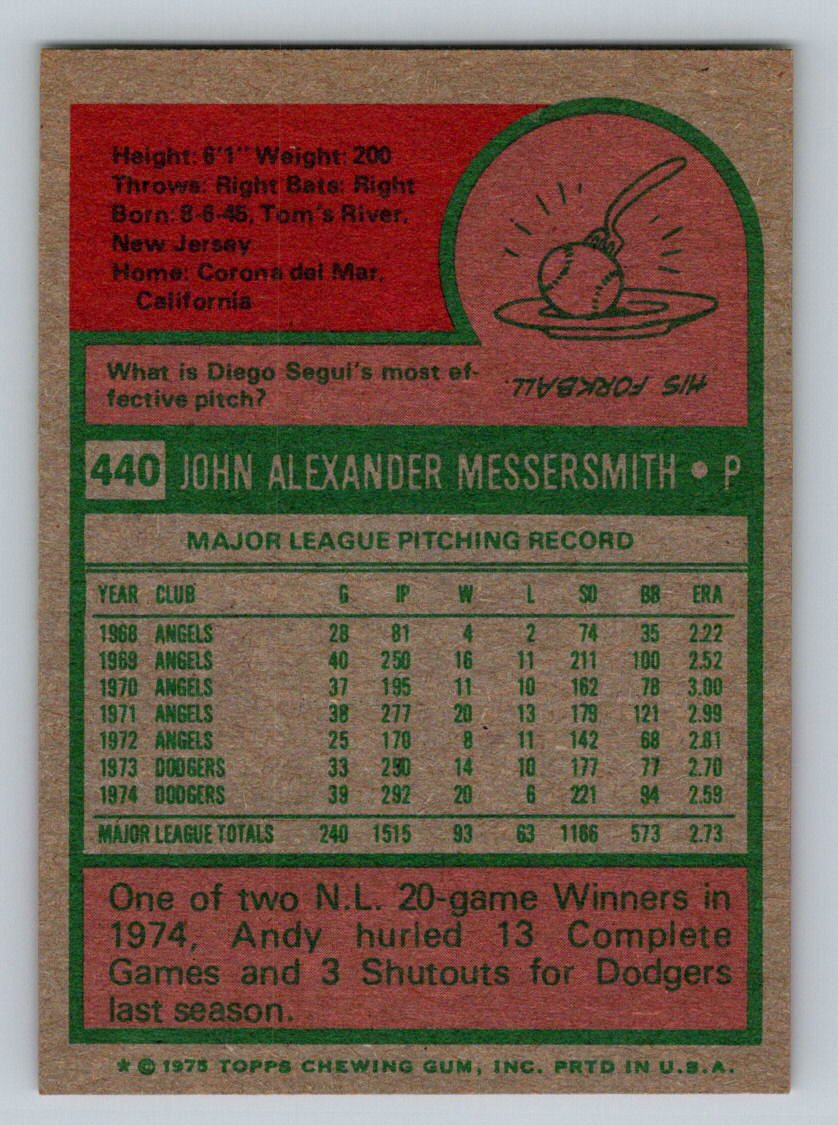 Height: 6'1" Weight: 200
Throws: Right Bats: Right
Born: 8-6-45, Tom's River,
New Jersey
Home: Corona del Mar,
California
What is Diego Segui's most ef-
fective pitch?
HIS FORKBALL.
440 JOHN ALEXANDER MESSERSMITH • P
MAJOR LEAGUE PITCHING RECORD
YEAR CLUB G IP W L SO BB ERA
1968 ANGELS 28 81 4 2 74 35 2.22
1969 ANGELS 40 250 16 11 211 100 2.52
1970 ANGELS 37 195 11 10 162 78 3.00
1971 ANGELS 38 277 20 13 179 121 2.99
1972 ANGELS 25 170 8 11 142 68 2.81
1973 DODGERS 33 250 14 10 177 77 2.70
1974 DODGERS 39 292 20 6 221 94 2.59
MAJOR LEAGUE TOTALS 240 1515 93 63 1166 573 2.73
One of two N.L. 20-game Winners in
1974, Andy hurled 13 Complete
Games and 3 Shutouts for Dodgers
last season.
* © 1975 TOPPS CHEWING GUM, INC. PRTD IN U.S.A.